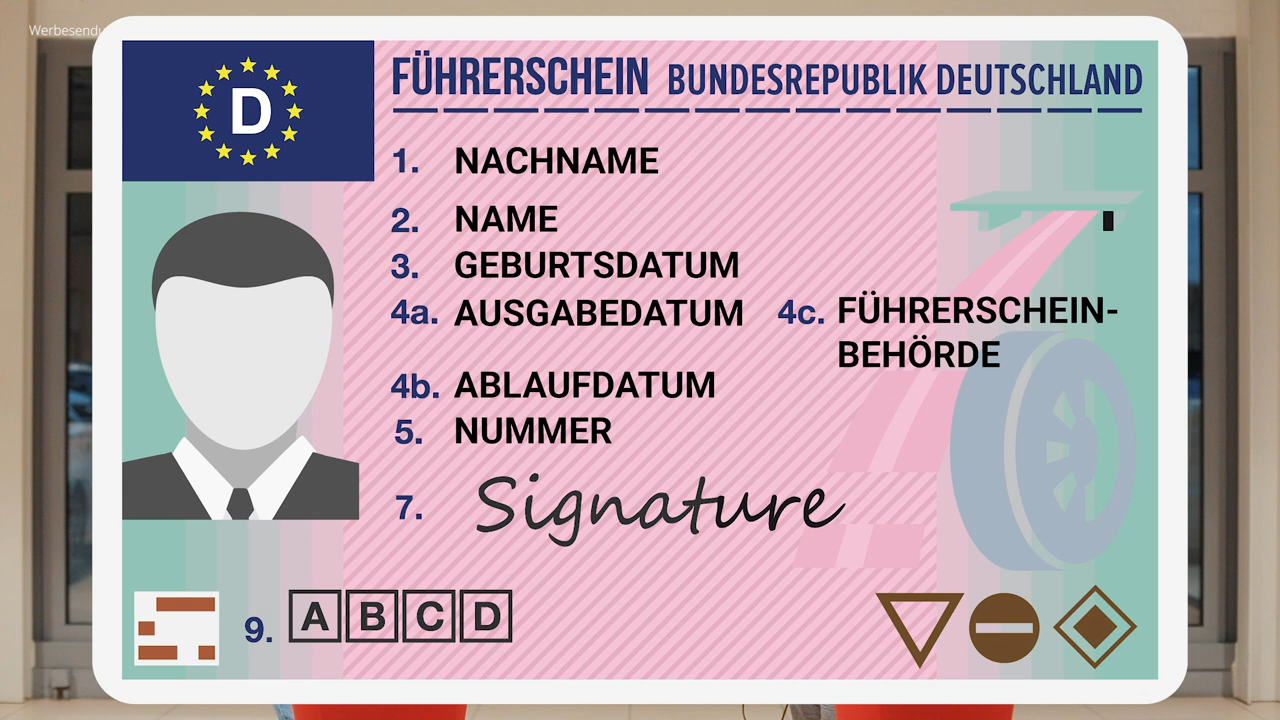 Werbesendu
D
FÜHRERSCHEIN BUNDESREPUBLIK DEUTSCHLAND
1. NACHNAME
2. NAME
3. GEBURTSDATUM
4a. AUSGABEDATUM 4c. FÜHRERSCHEIN-
BEHÖRDE
4b. ABLAUFDATUM
5. NUMMER
7. Signature
9. A B C D